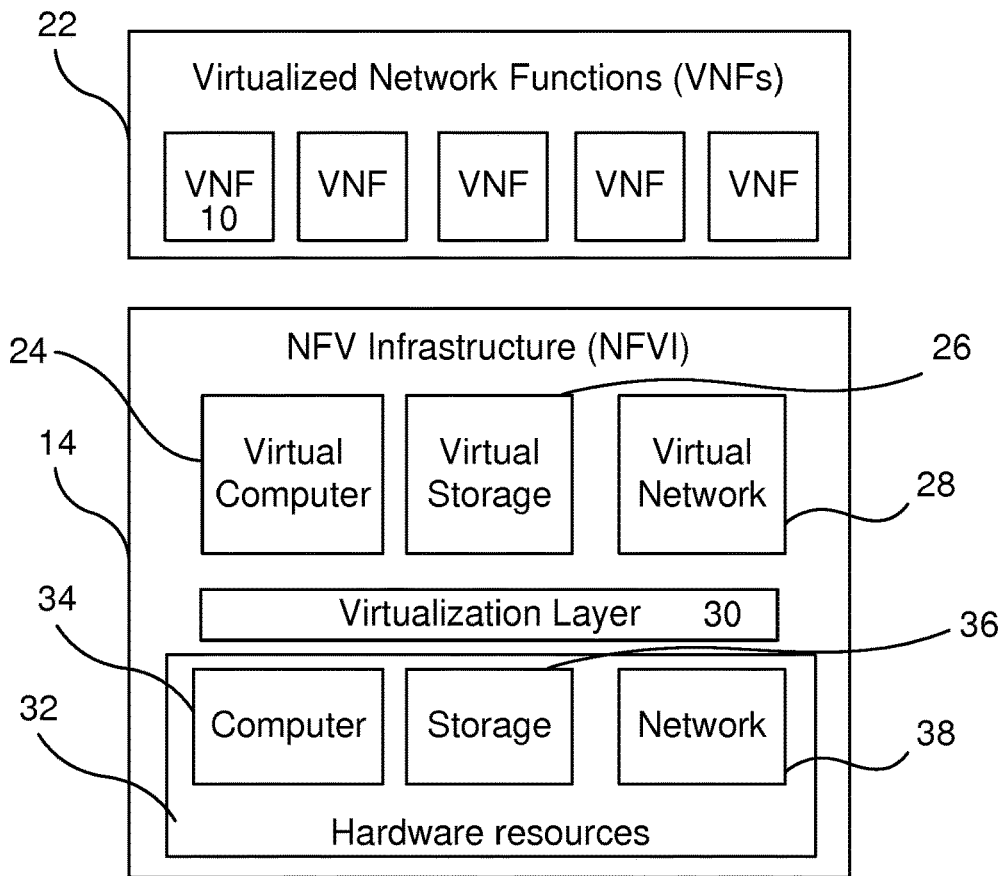 22
Virtualized Network Functions (VNFs)
VNF
10
VNF
VNF
VNF
VNF
NFV Infrastructure (NFVI)
24
26
Virtual
Computer
Virtual
Storage
Virtual
Network
14
28
34
Virtualization Layer 30
36
32
Computer
Storage
Network
38
Hardware resources